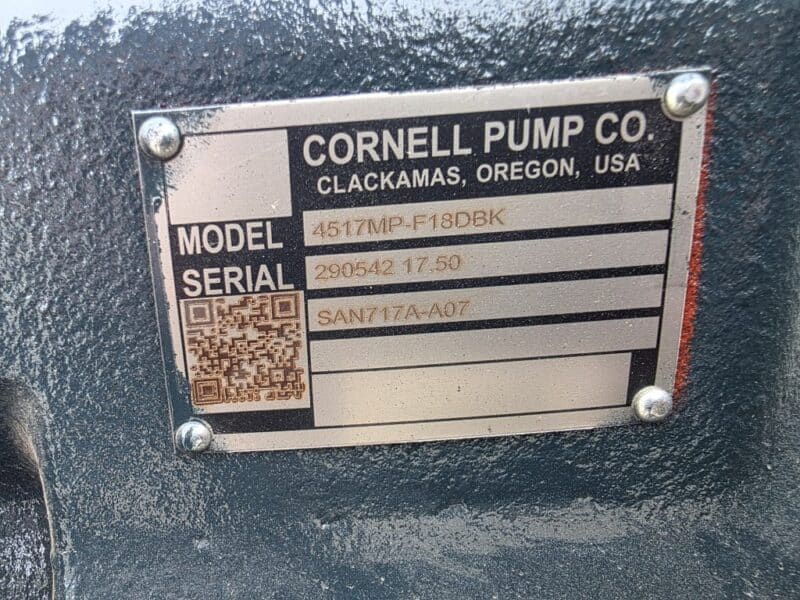 CORNELL PUMP CO.
CLACKAMAS, OREGON, USA
MODEL 4517MP-F18DBK
SERIAL 290542 17.50
SAN717A-A07